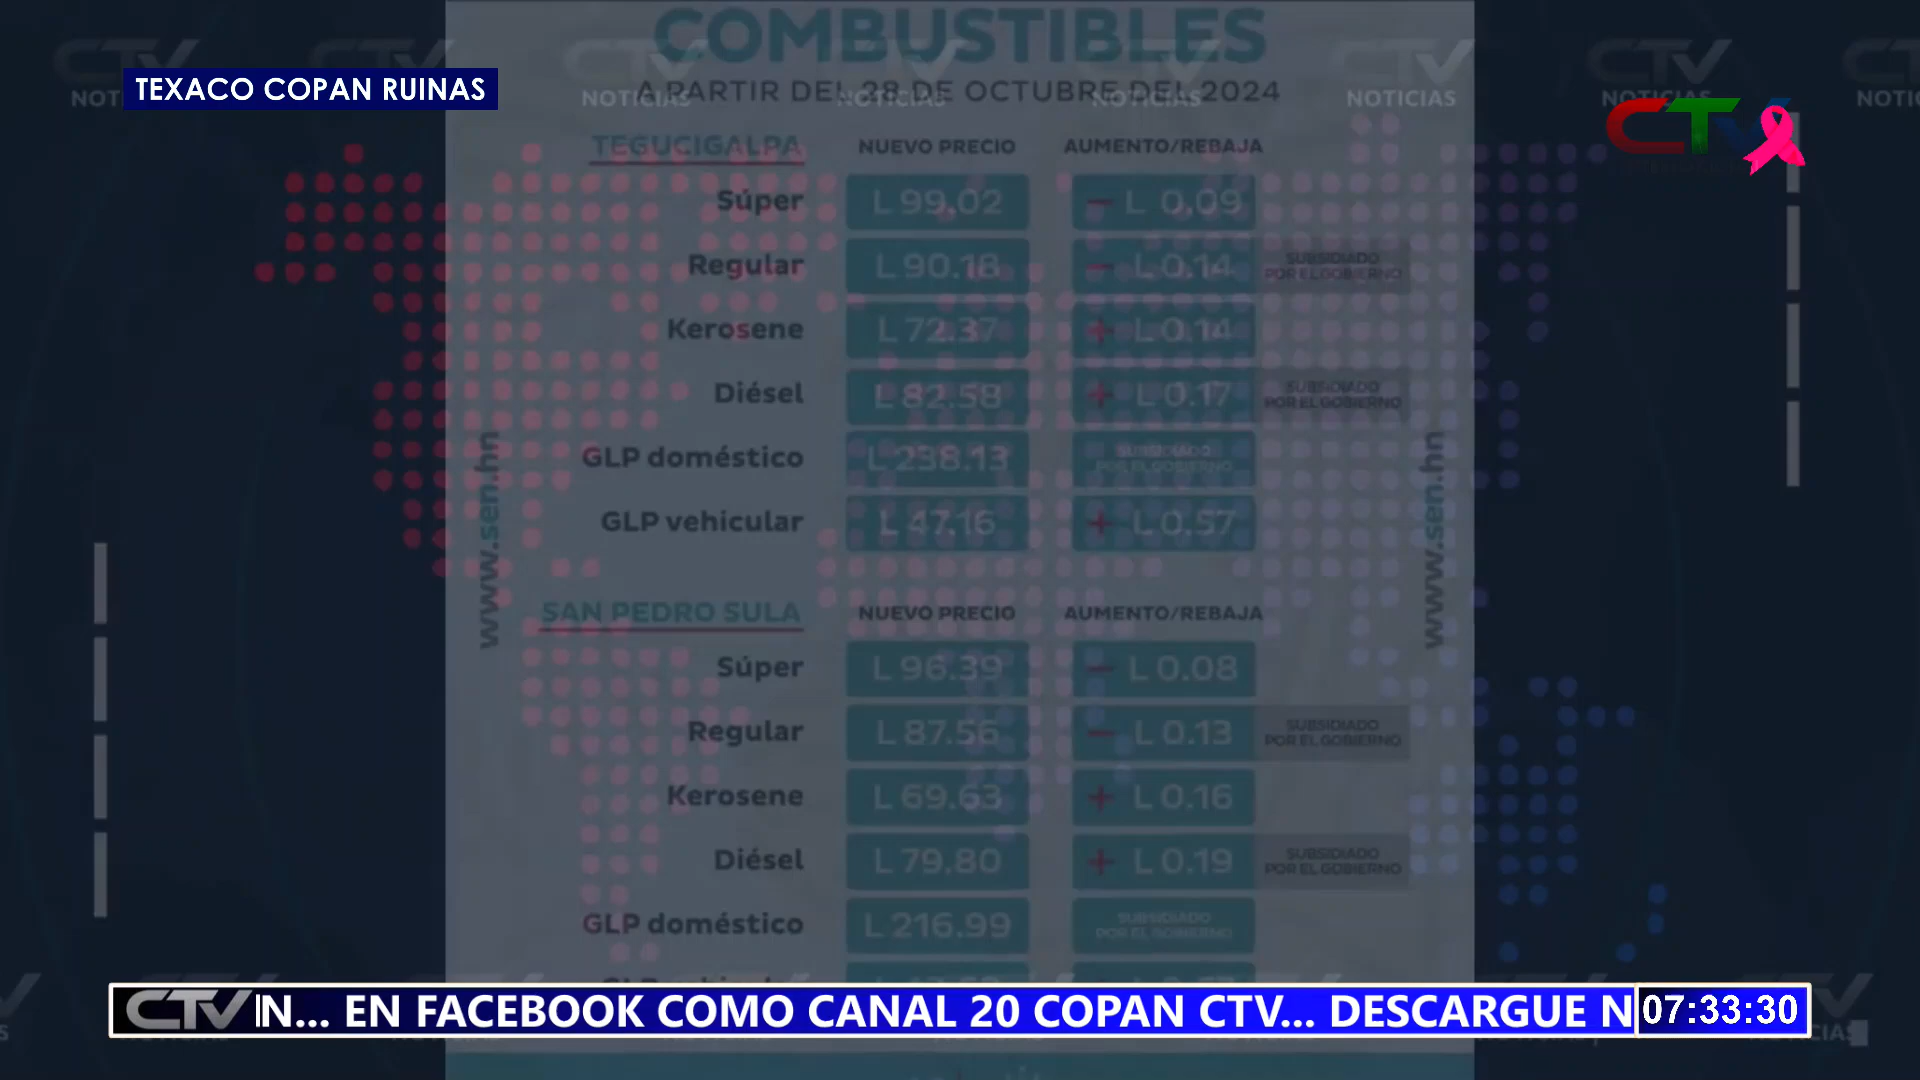 COMBUSTIBLES
A PARTIR DEL 28 DE OCTUBRE DEL 2024
TEXACO COPAN RUINAS
CTV
TEGUCIGALPA NUEVO PRECIO AUMENTO/REBAJA
Súper L 99.02 - L 0.09
Regular L 90.18 - L 0.14 SUBSIDIADO POR EL GOBIERNO
Kerosene L 72.37 + L 0.14
Diésel L 82.58 + L 0.17 SUBSIDIADO POR EL GOBIERNO
GLP doméstico L 238.13 SUBSIDIADO POR EL GOBIERNO
GLP vehicular L 47.16 + L 0.57
www.sen.hn
www.sen.hn
SAN PEDRO SULA NUEVO PRECIO AUMENTO/REBAJA
Súper L 96.39 - L 0.08
Regular L 87.56 - L 0.13 SUBSIDIADO POR EL GOBIERNO
Kerosene L 69.63 + L 0.16
Diésel L 79.80 + L 0.19 SUBSIDIADO POR EL GOBIERNO
GLP doméstico L 216.99 SUBSIDIADO POR EL GOBIERNO
CTV N... EN FACEBOOK COMO CANAL 20 COPAN CTV... DESCARGUE N 07:33:30
CTV NOTICIAS